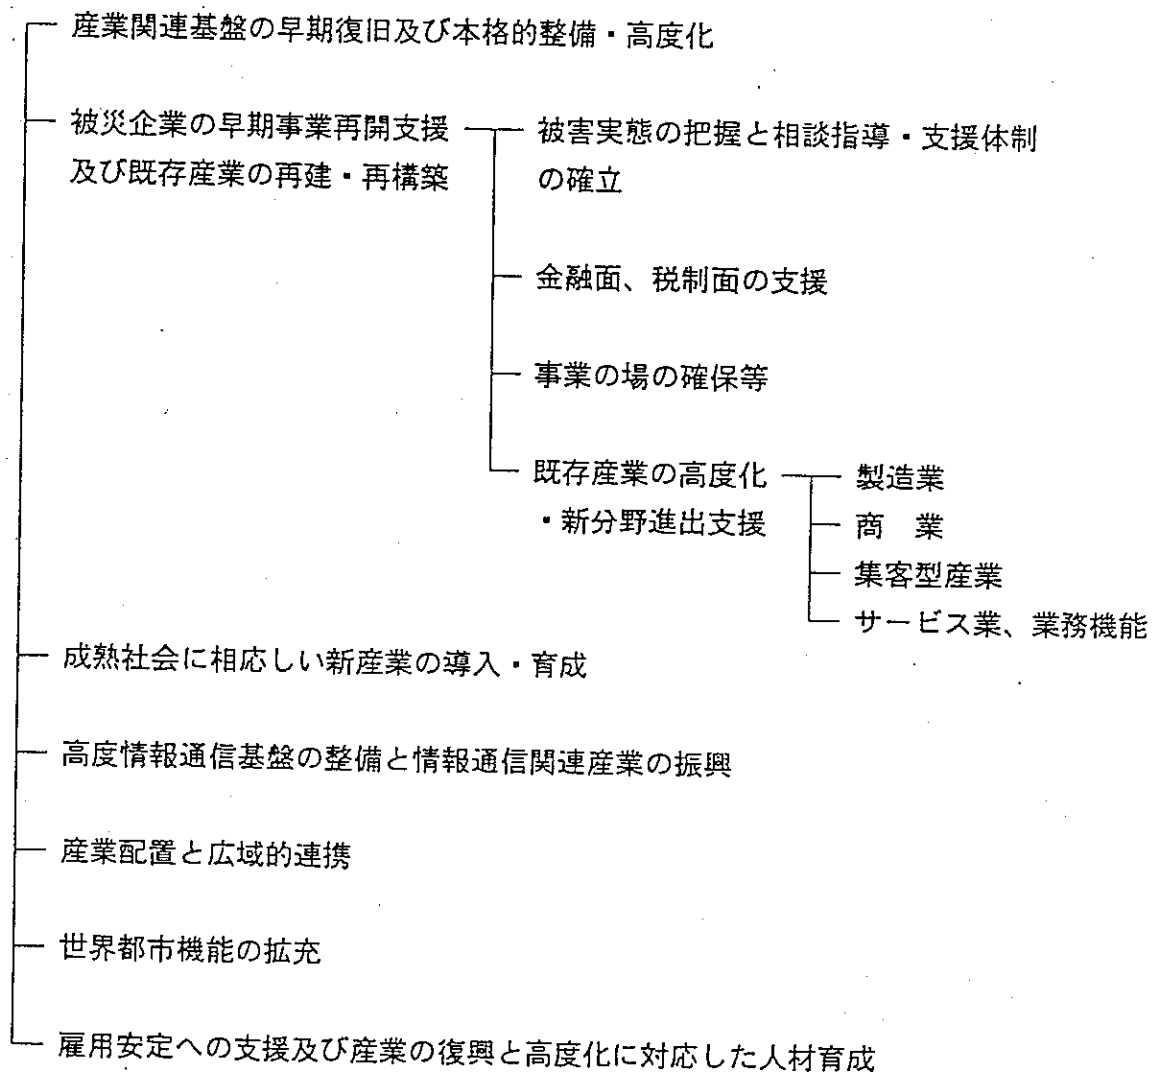 産業関連基盤の早期復旧及び本格的整備・高度化
被災企業の早期事業再開支援
及び既存産業の再建・再構築
被害実態の把握と相談指導・支援体制
の確立
金融面、税制面の支援
事業の場の確保等
既存産業の高度化
・新分野進出支援
製造業
商　業
集客型産業
サービス業、業務機能
成熟社会に相応しい新産業の導入・育成
高度情報通信基盤の整備と情報通信関連産業の振興
産業配置と広域的連携
世界都市機能の拡充
雇用安定への支援及び産業の復興と高度化に対応した人材育成